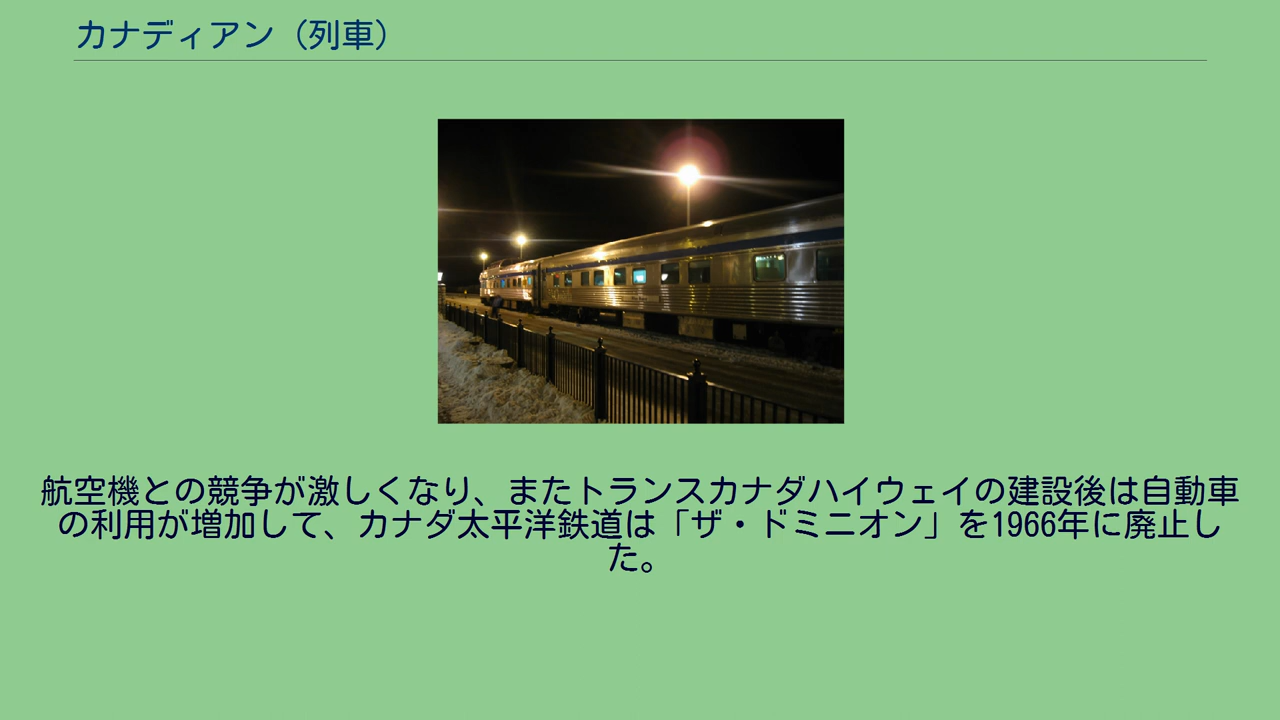 カナディアン（列車）
航空機との競争が激しくなり、またトランスカナダハイウェイの建設後は自動車
の利用が増加して、カナダ太平洋鉄道は「ザ・ドミニオン」を1966年に廃止し
た。